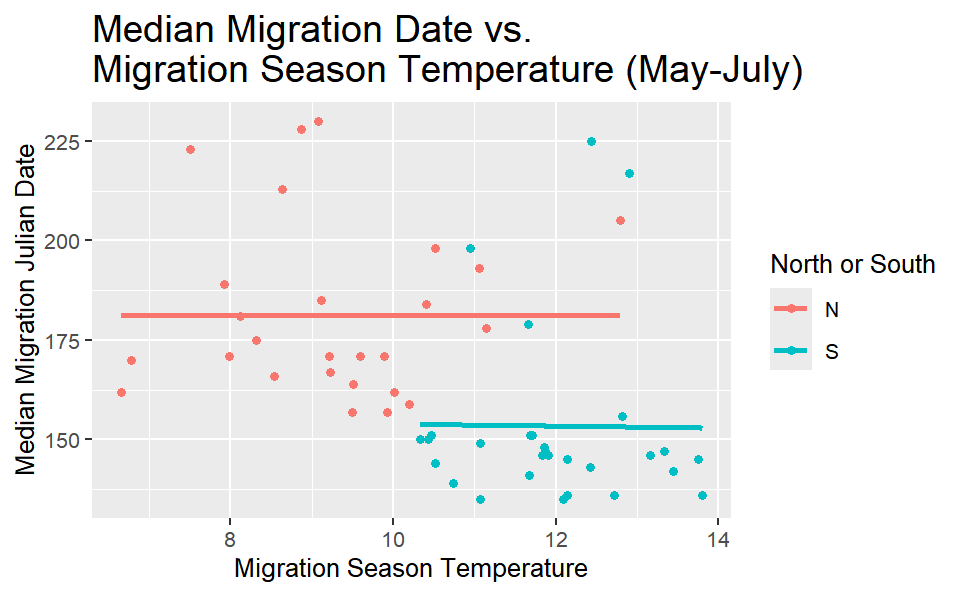 Median Migration Date vs.
Migration Season Temperature (May-July)
Median Migration Julian Date
225
200
175
150
8
10
12
14
Migration Season Temperature
North or South
N
S